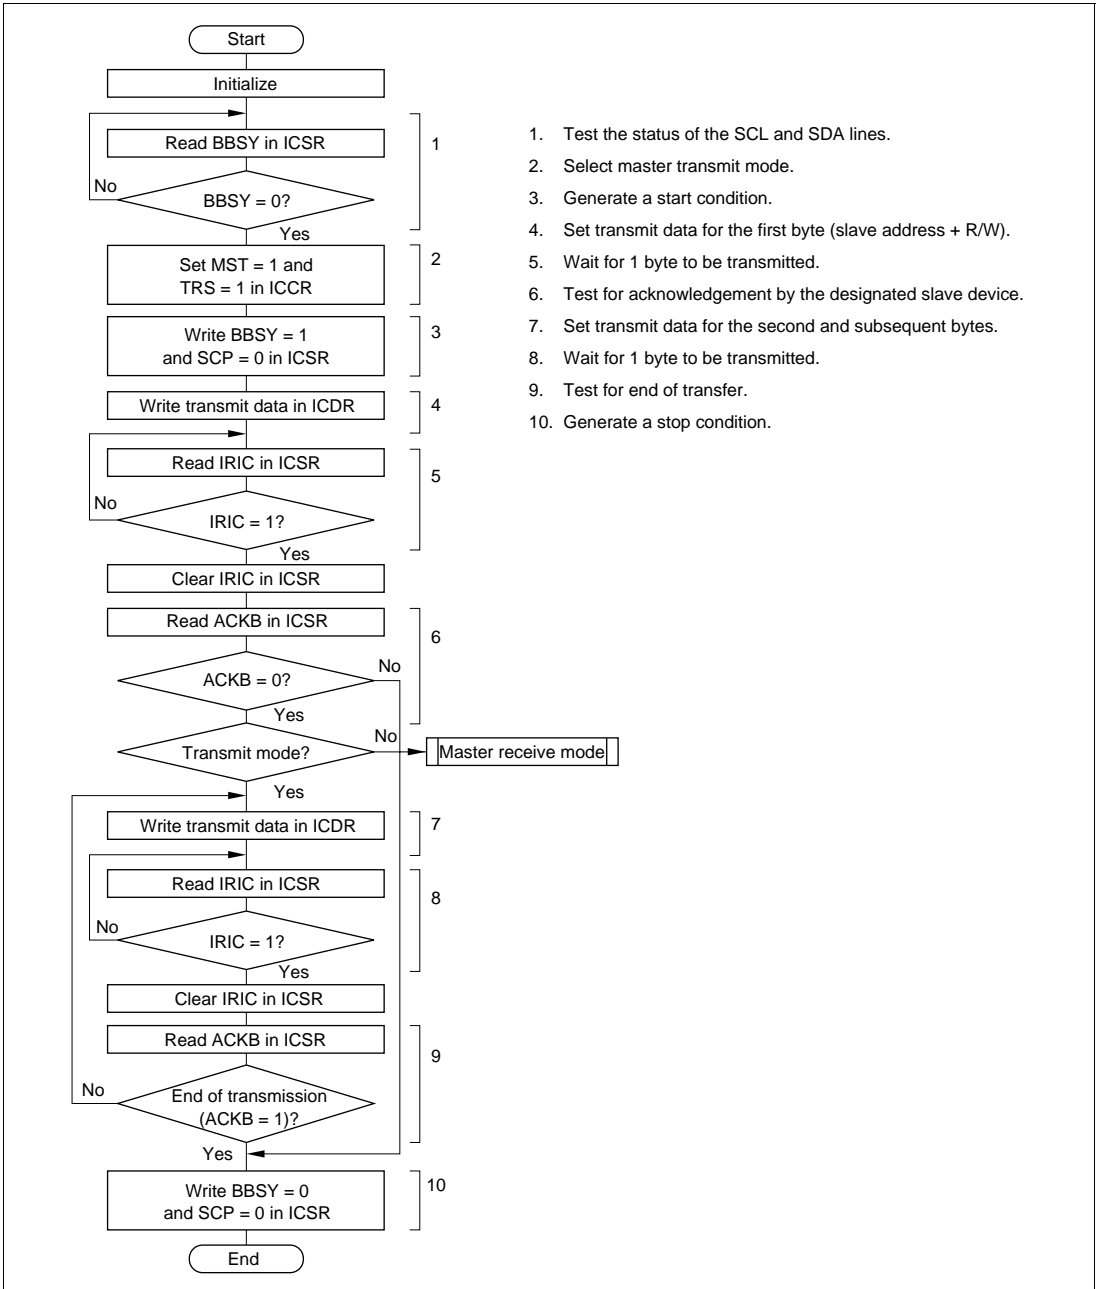 Start
Initialize
Read BBSY in ICSR
1
No
BBSY = 0?
Yes
Set MST = 1 and
TRS = 1 in ICCR
2
Write BBSY = 1
and SCP = 0 in ICSR
3
Write transmit data in ICDR
4
Read IRIC in ICSR
5
No
IRIC = 1?
Yes
Clear IRIC in ICSR
Read ACKB in ICSR
6
No
ACKB = 0?
Yes
No
Transmit mode?
Master receive mode
Yes
Write transmit data in ICDR
7
Read IRIC in ICSR
8
No
IRIC = 1?
Yes
Clear IRIC in ICSR
Read ACKB in ICSR
9
No
End of transmission
(ACKB = 1)?
Yes
Write BBSY = 0
and SCP = 0 in ICSR
10
End
1. Test the status of the SCL and SDA lines.
2. Select master transmit mode.
3. Generate a start condition.
4. Set transmit data for the first byte (slave address + R/W).
5. Wait for 1 byte to be transmitted.
6. Test for acknowledgement by the designated slave device.
7. Set transmit data for the second and subsequent bytes.
8. Wait for 1 byte to be transmitted.
9. Test for end of transfer.
10. Generate a stop condition.